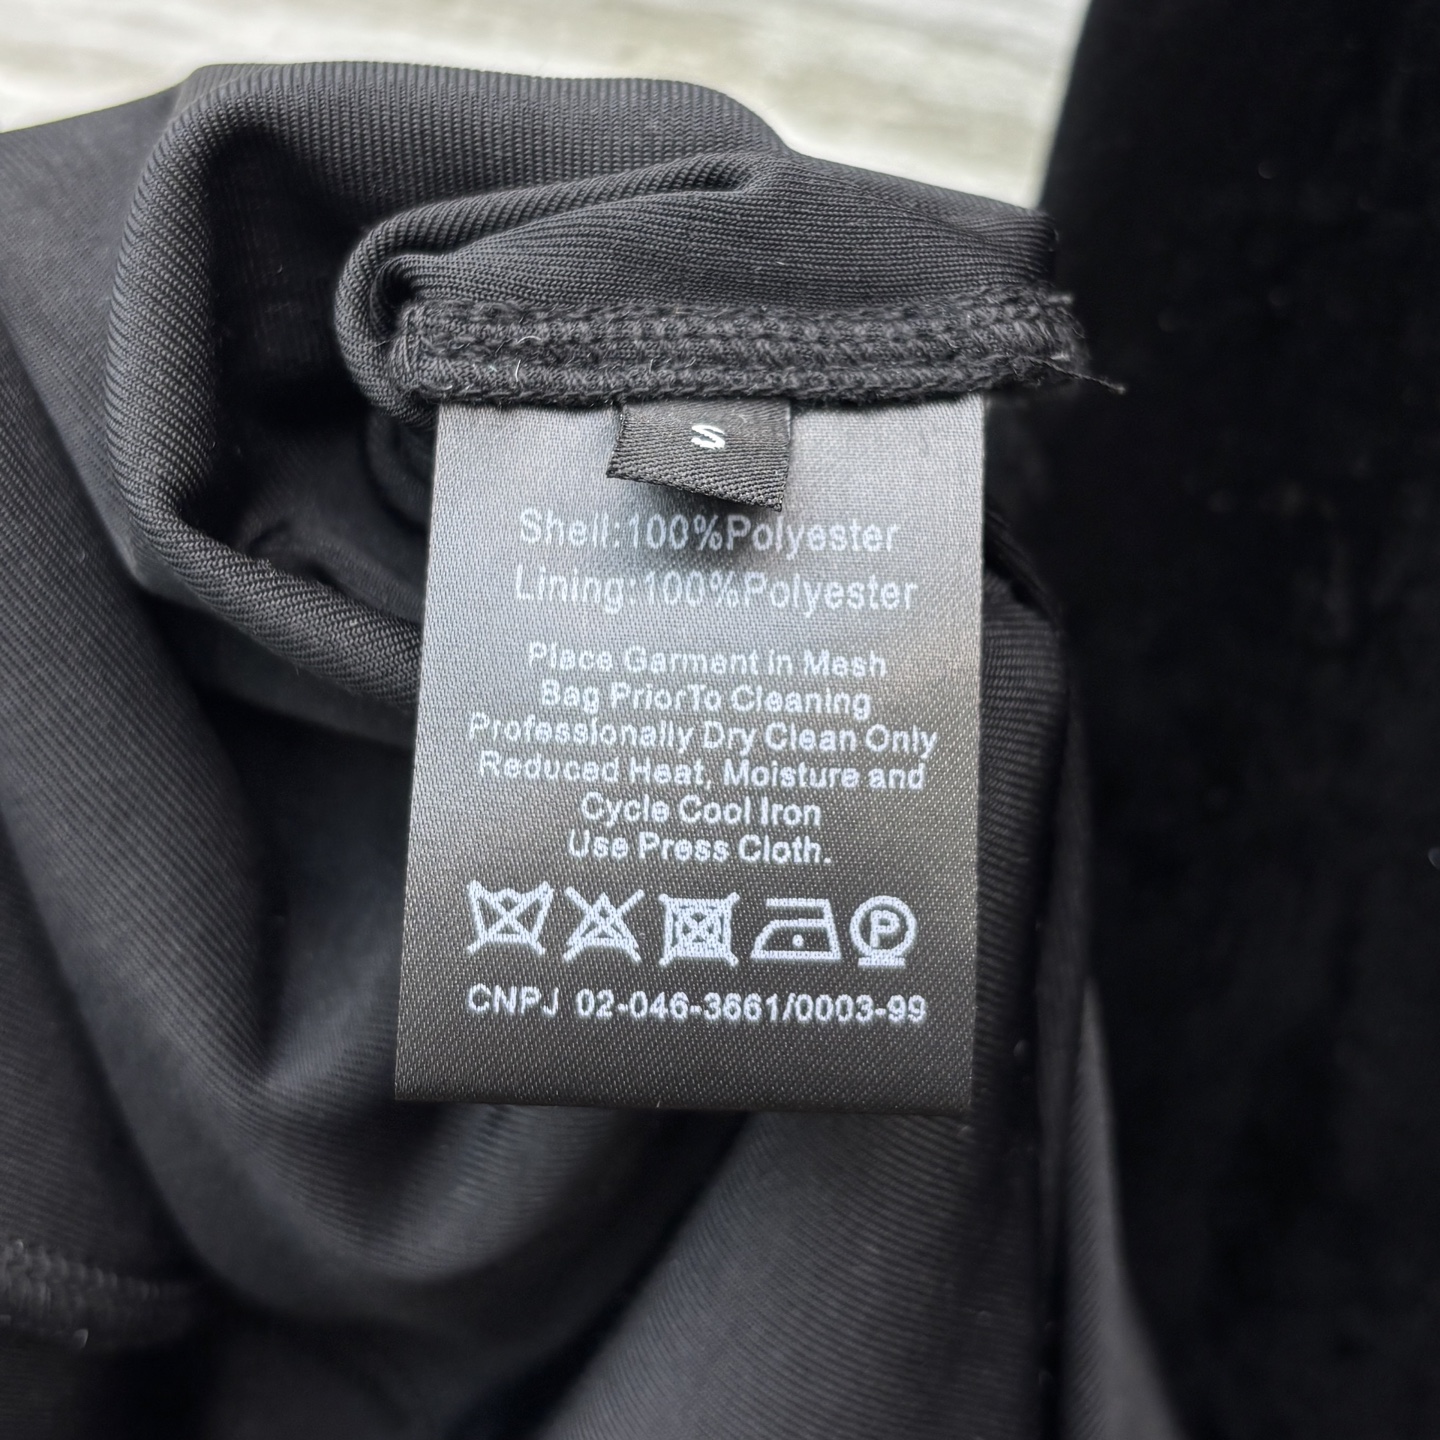 S
Shell:100%Polyester
Lining:100%Polyester
Place Garment in Mesh
Bag PriorTo Cleaning
Professionally Dry Clean Only
Reduced Heat, Moisture and
Cycle Cool Iron
Use Press Cloth.
P
CNPJ 02-046-3661/0003-99